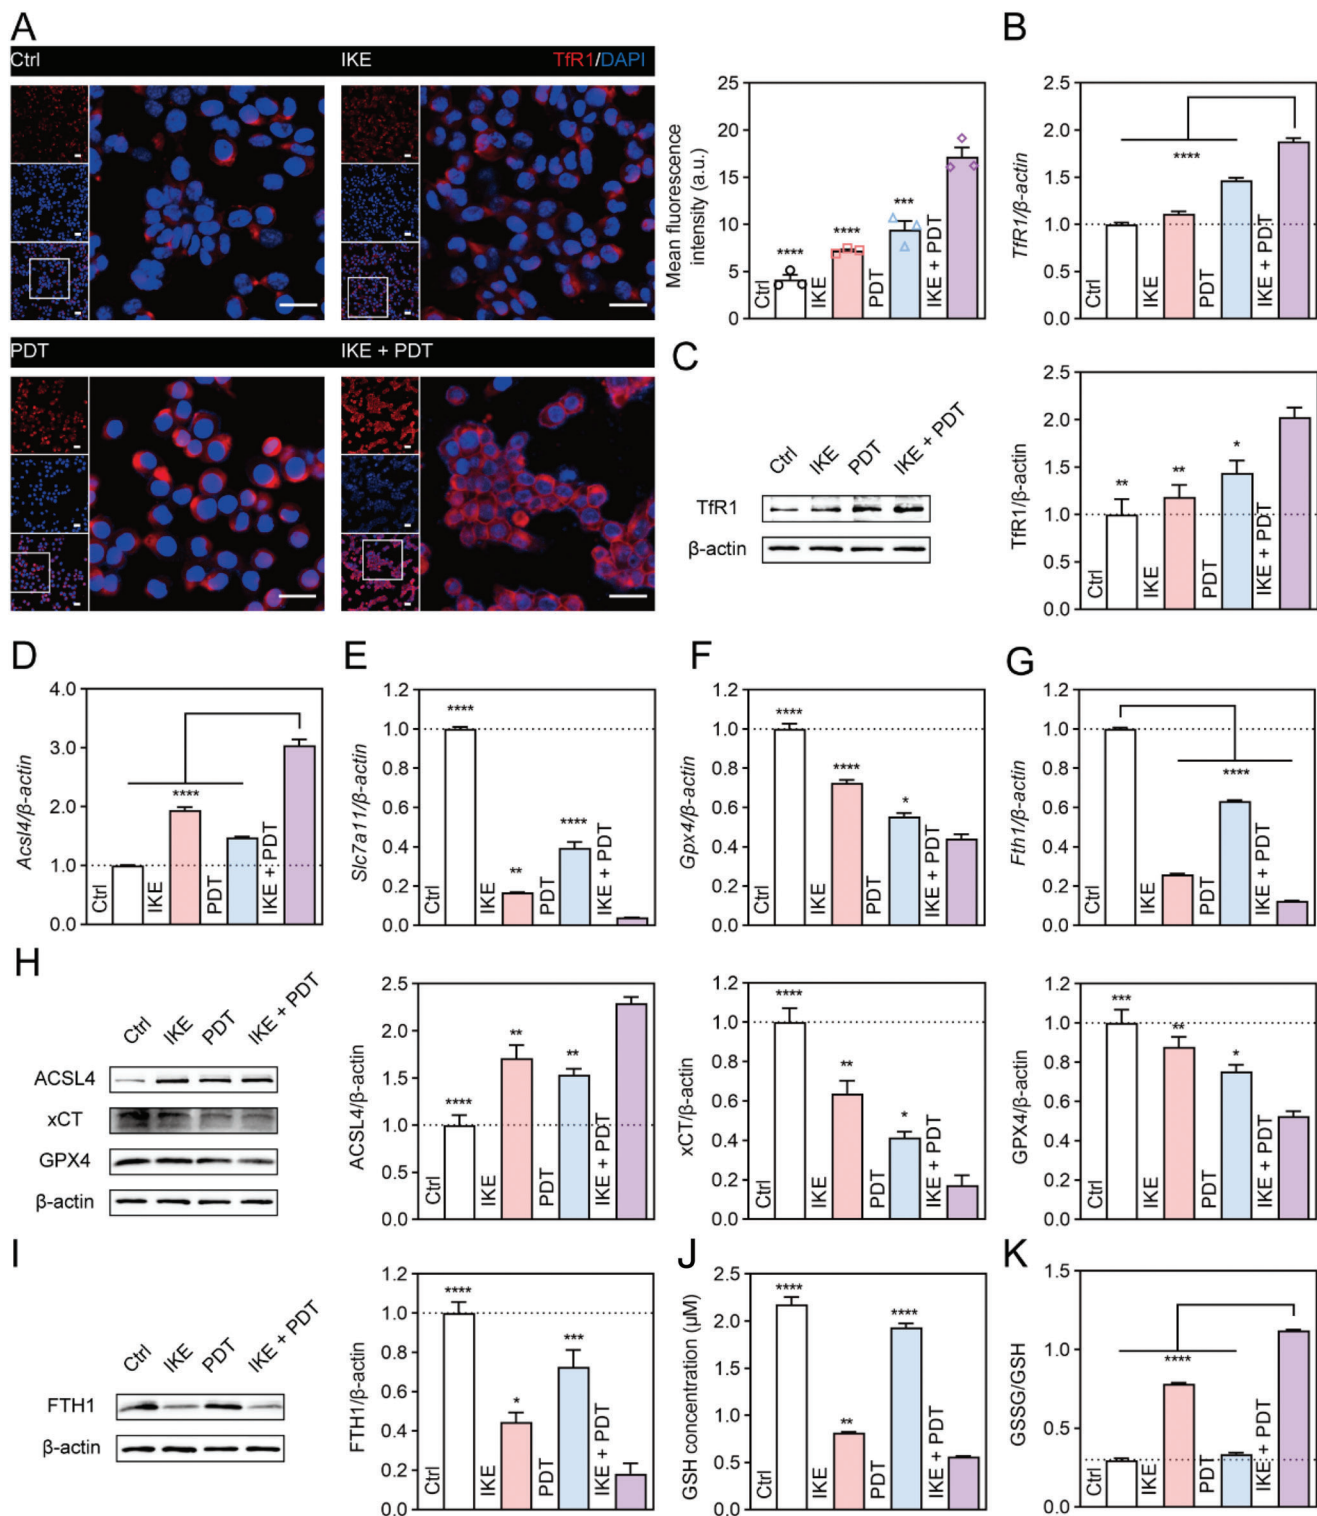 A
Ctrl
IKE
TfR1/DAPI
PDT
IKE + PDT
Mean fluorescence
intensity (a.u.)
25
20
15
10
5
0
****
****
***
Ctrl
IKE
PDT
IKE + PDT
B
TfR1/β-actin
2.5
2.0
1.5
1.0
0.5
0.0
****
Ctrl
IKE
PDT
IKE + PDT
C
Ctrl
IKE
PDT
IKE + PDT
TfR1
β-actin
TfR1/β-actin
2.5
2.0
1.5
1.0
0.5
0.0
**
**
*
Ctrl
IKE
PDT
IKE + PDT
D
Acsl4/β-actin
4.0
3.0
2.0
1.0
0.0
****
Ctrl
IKE
PDT
IKE + PDT
E
Slc7a11/β-actin
1.2
1.0
0.8
0.6
0.4
0.2
0.0
****
**
****
Ctrl
IKE
PDT
IKE + PDT
F
Gpx4/β-actin
1.2
1.0
0.8
0.6
0.4
0.2
0.0
****
****
*
Ctrl
IKE
PDT
IKE + PDT
G
Fth1/β-actin
1.2
1.0
0.8
0.6
0.4
0.2
0.0
****
Ctrl
IKE
PDT
IKE + PDT
H
Ctrl
IKE
PDT
IKE + PDT
ACSL4
xCT
GPX4
β-actin
ACSL4/β-actin
2.5
2.0
1.5
1.0
0.5
0.0
****
**
**
Ctrl
IKE
PDT
IKE + PDT
xCT/β-actin
1.2
1.0
0.8
0.6
0.4
0.2
0.0
****
**
*
Ctrl
IKE
PDT
IKE + PDT
GPX4/β-actin
1.2
1.0
0.8
0.6
0.4
0.2
0.0
***
**
*
Ctrl
IKE
PDT
IKE + PDT
I
Ctrl
IKE
PDT
IKE + PDT
FTH1
β-actin
FTH1/β-actin
1.2
1.0
0.8
0.6
0.4
0.2
0.0
****
*
***
Ctrl
IKE
PDT
IKE + PDT
J
GSH concentration (μM)
2.5
2.0
1.5
1.0
0.5
0.0
****
**
****
Ctrl
IKE
PDT
IKE + PDT
K
GSSG/GSH
1.5
1.0
0.5
0.0
****
Ctrl
IKE
PDT
IKE + PDT